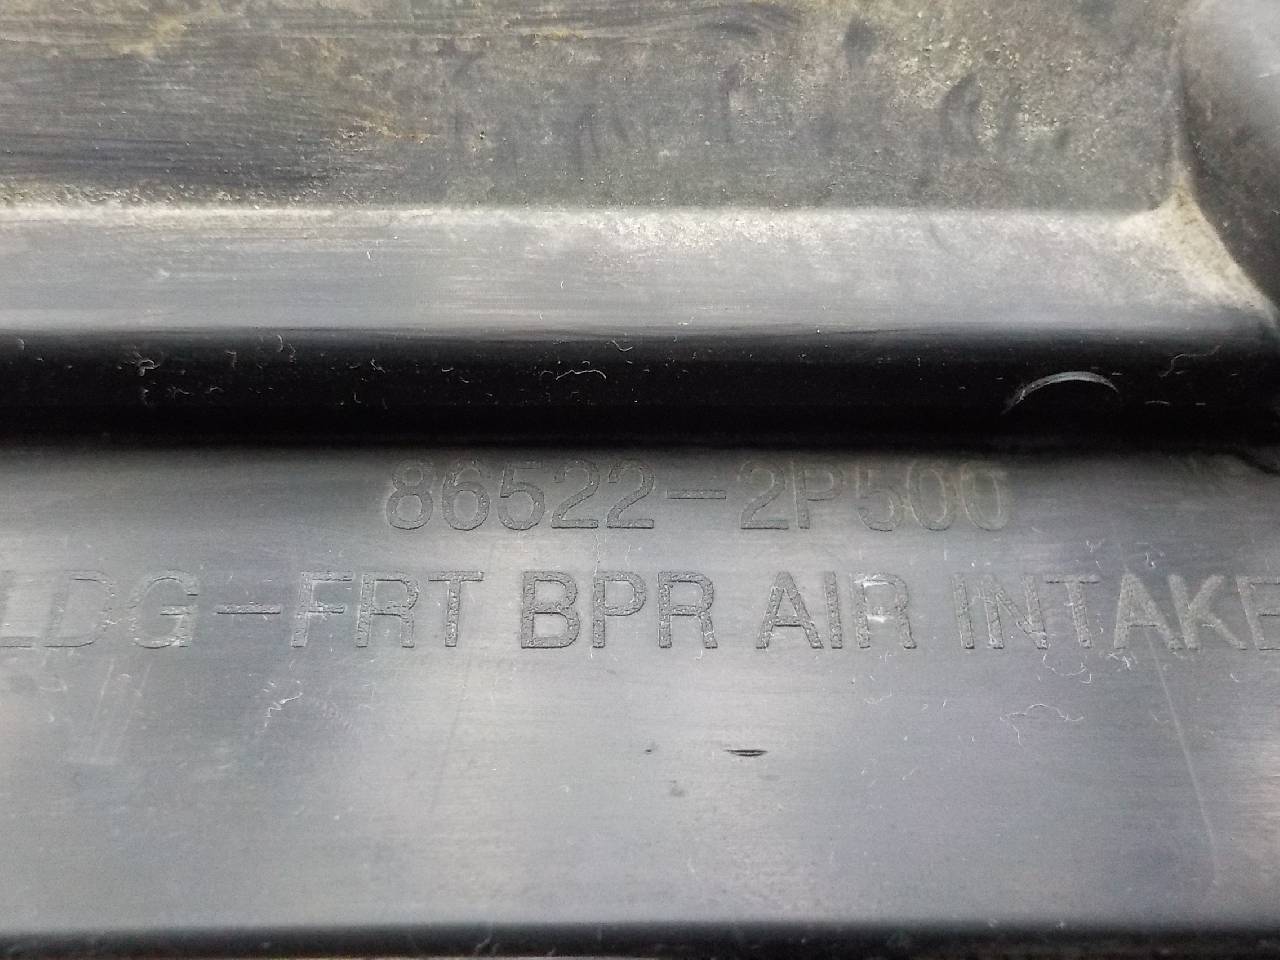 86522-2P500
LDG-FRT BPR AIR INTAKE